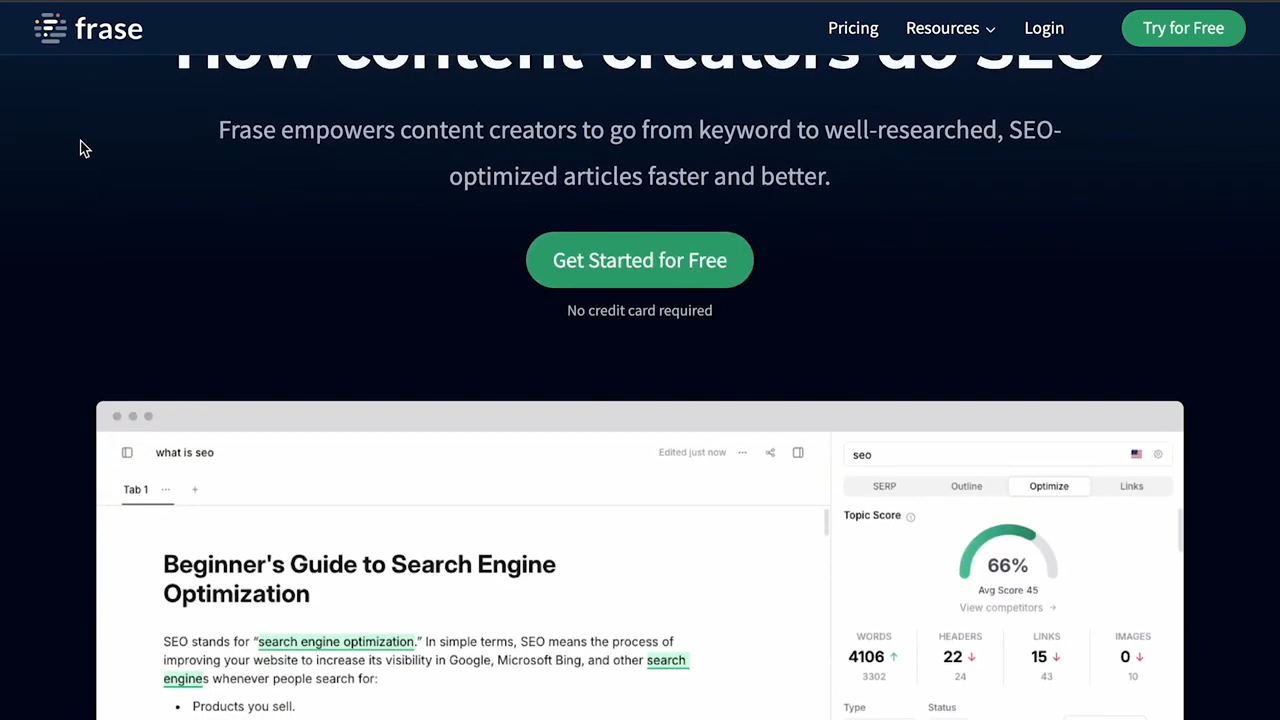 frase
Pricing
Resources
Login
Try for Free
How content creators do SEO
Frase empowers content creators to go from keyword to well-researched, SEO-
optimized articles faster and better.
Get Started for Free
No credit card required
what is seo
Edited just now
Tab 1
Beginner's Guide to Search Engine
Optimization
SEO stands for “search engine optimization.” In simple terms, SEO means the process of
improving your website to increase its visibility in Google, Microsoft Bing, and other search
engines whenever people search for:
• Products you sell.
seo
SERP
Outline
Optimize
Links
Topic Score
66%
Avg Score 45
View competitors →
WORDS
HEADERS
LINKS
IMAGES
4106 ↑
22 ↓
15 ↓
0 ↓
3302
24
43
10
Type
Status